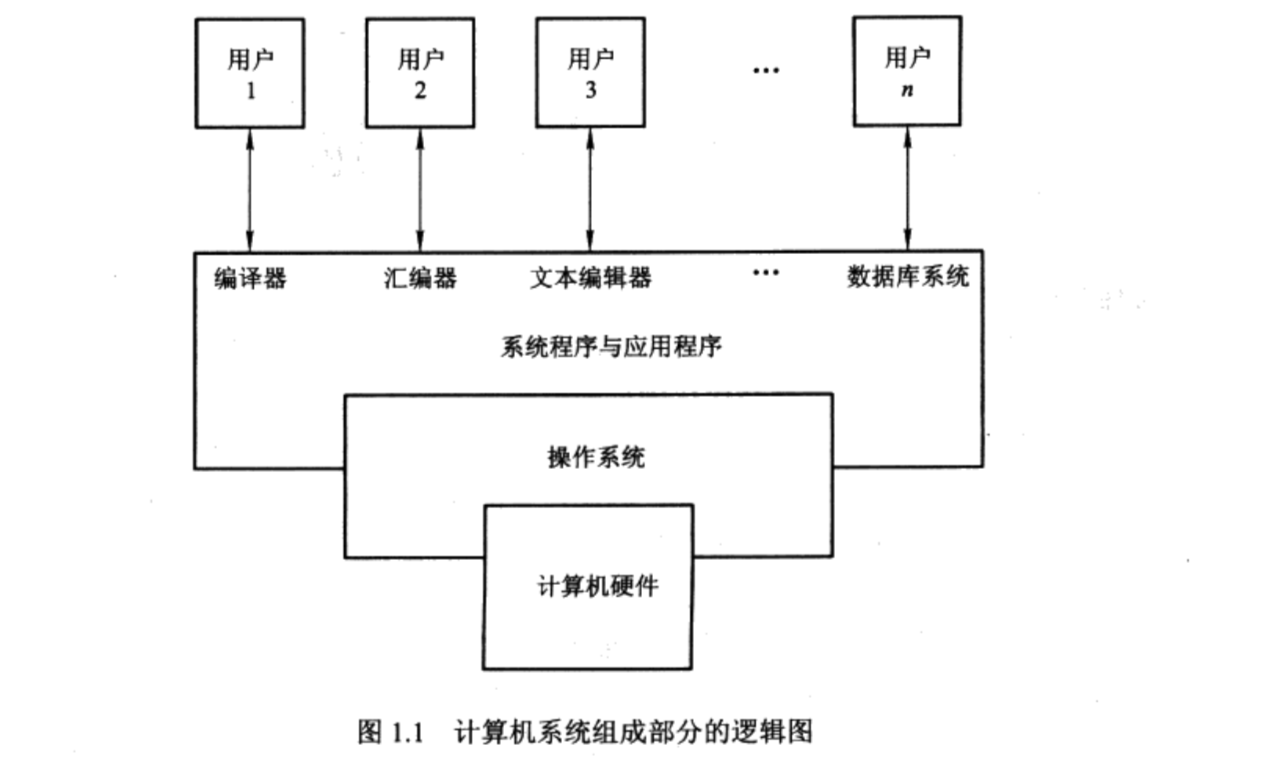 用户 用户 用户 … 用户
1 2 3 n
编译器 汇编器 文本编辑器 … 数据库系统
系统程序与应用程序
操作系统
计算机硬件
图 1.1 计算机系统组成部分的逻辑图